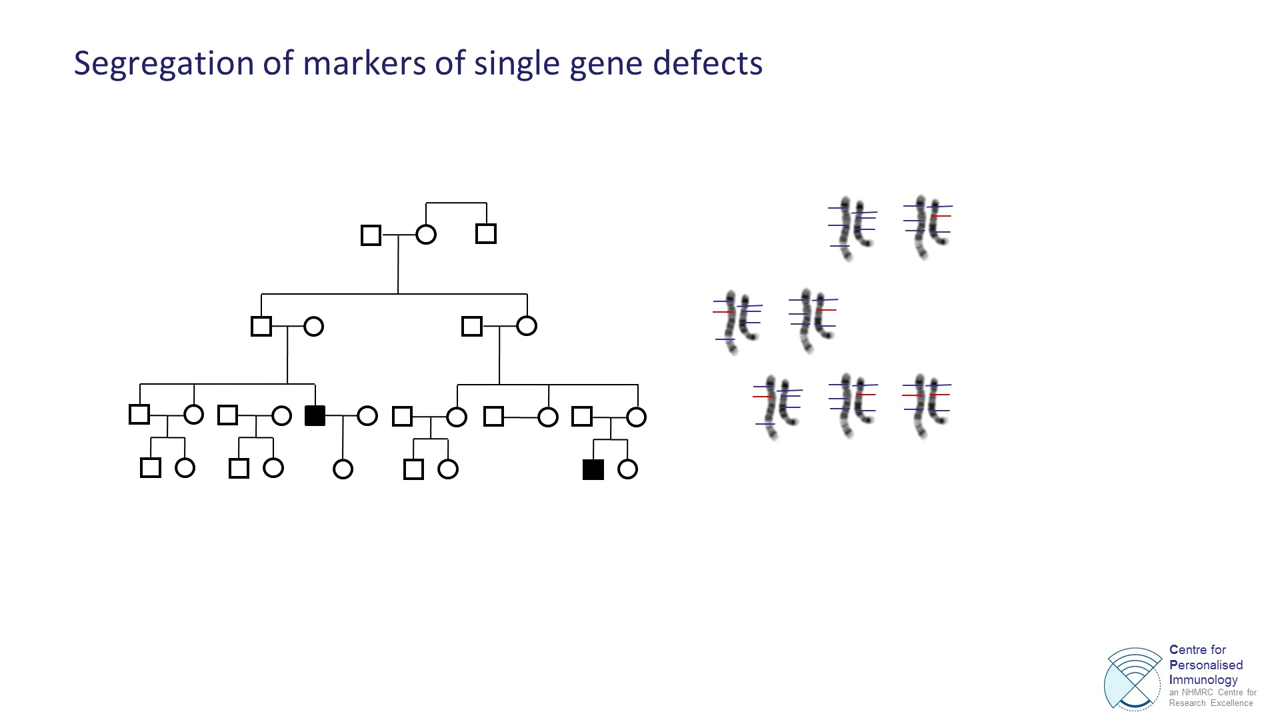 Segregation of markers of single gene defects
Centre for
Personalised
Immunology
an NHMRC Centre for
Research Excellence